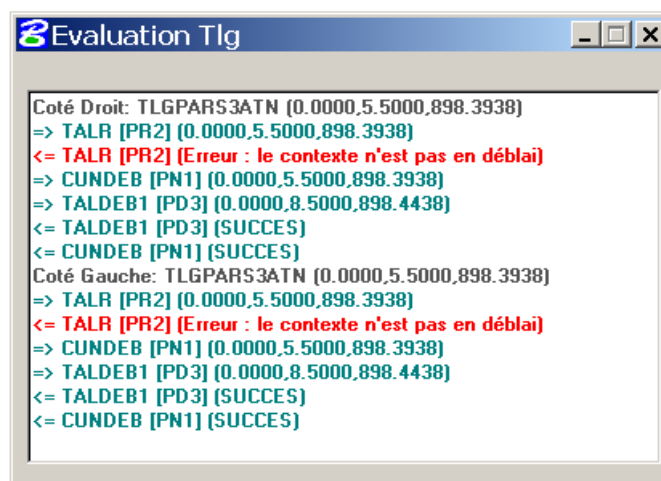 Evaluation Tlg
Coté Droit: TLGPARS3ATN (0.0000,5.5000,898.3938)
=> TALR [PR2] (0.0000,5.5000,898.3938)
<= TALR [PR2] (Erreur : le contexte n'est pas en déblai)
=> CUNDEB [PN1] (0.0000,5.5000,898.3938)
=> TALDEB1 [PD3] (0.0000,8.5000,898.4438)
<= TALDEB1 [PD3] (SUCCES)
<= CUNDEB [PN1] (SUCCES)
Coté Gauche: TLGPARS3ATN (0.0000,5.5000,898.3938)
=> TALR [PR2] (0.0000,5.5000,898.3938)
<= TALR [PR2] (Erreur : le contexte n'est pas en déblai)
=> CUNDEB [PN1] (0.0000,5.5000,898.3938)
=> TALDEB1 [PD3] (0.0000,8.5000,898.4438)
<= TALDEB1 [PD3] (SUCCES)
<= CUNDEB [PN1] (SUCCES)